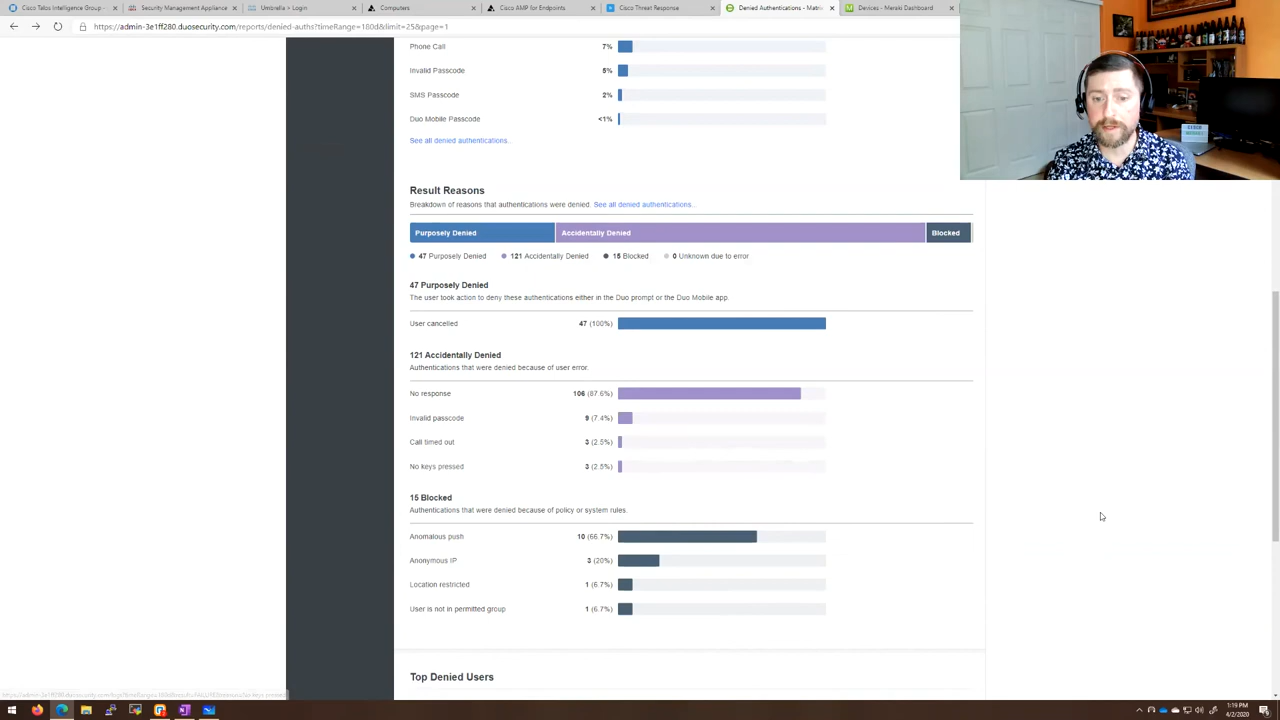 Cisco Talos Intelligence Group - Security Management Appliance Umbrella > Login Computers Cisco AMP for Endpoints Cisco Threat Response Denied Authentications - Matri Devices - Meraki Dashboard
https://admin-3e1ff280.duosecurity.com/reports/denied-auths?timeRange=180d&limit=25&page=1
Phone Call 7%
Invalid Passcode 5%
SMS Passcode 2%
Duo Mobile Passcode <1%
See all denied authentications.
Result Reasons
Breakdown of reasons that authentications were denied. See all denied authentications...
Purposely Denied Accidentally Denied Blocked
47 Purposely Denied 121 Accidentally Denied 15 Blocked 0 Unknown due to error
47 Purposely Denied
The user took action to deny these authentications either in the Duo prompt or the Duo Mobile app.
User cancelled 47 (100%)
121 Accidentally Denied
Authentications that were denied because of user error.
No response 106 (87.6%)
Invalid passcode 9 (7.4%)
Call timed out 3 (2.5%)
No keys pressed 3 (2.5%)
15 Blocked
Authentications that were denied because of policy or system rules.
Anomalous push 10 (66.7%)
Anonymous IP 3 (20%)
Location restricted 1 (6.7%)
User is not in permitted group 1 (6.7%)
Top Denied Users
1:19 PM
4/2/2020